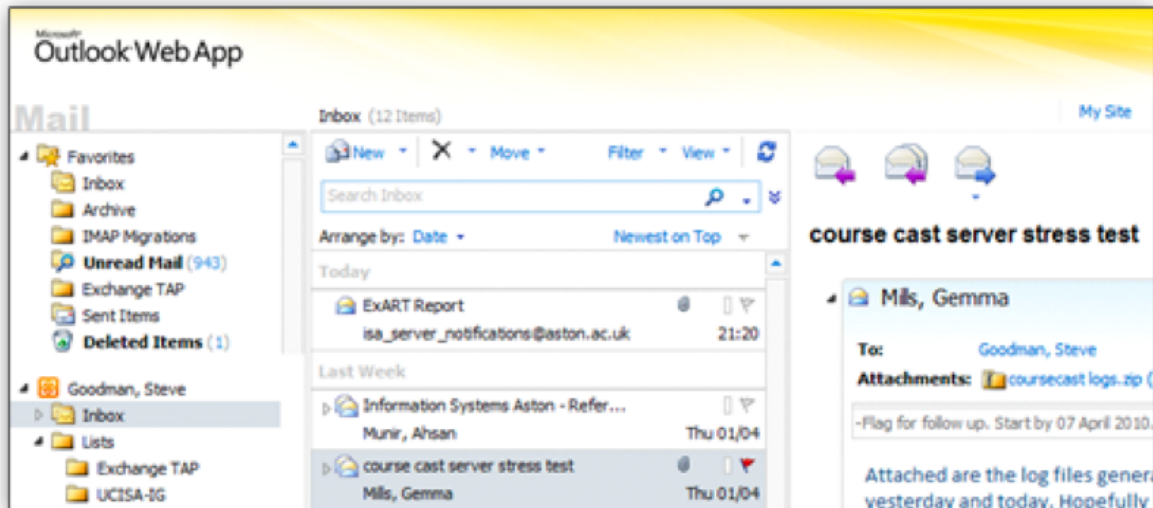 Microsoft®
Outlook Web App
Mail
Favorites
Inbox
Archive
IMAP Migrations
Unread Mail (943)
Exchange TAP
Sent Items
Deleted Items (1)
Goodman, Steve
Inbox
Lists
Exchange TAP
UCISA-IG
Inbox (12 Items)
New Move Filter View
Search Inbox
Arrange by: Date Newest on Top
Today
ExART Report
isa_server_notifications@aston.ac.uk 21:20
Last Week
Information Systems Aston - Refer...
Munir, Ahsan Thu 01/04
course cast server stress test
Mills, Gemma Thu 01/04
My Site
course cast server stress test
Mills, Gemma
To: Goodman, Steve
Attachments: coursecast logs.zip (
-Flag for follow up. Start by 07 April 2010.
Attached are the log files genera
yesterday and today. Hopefully